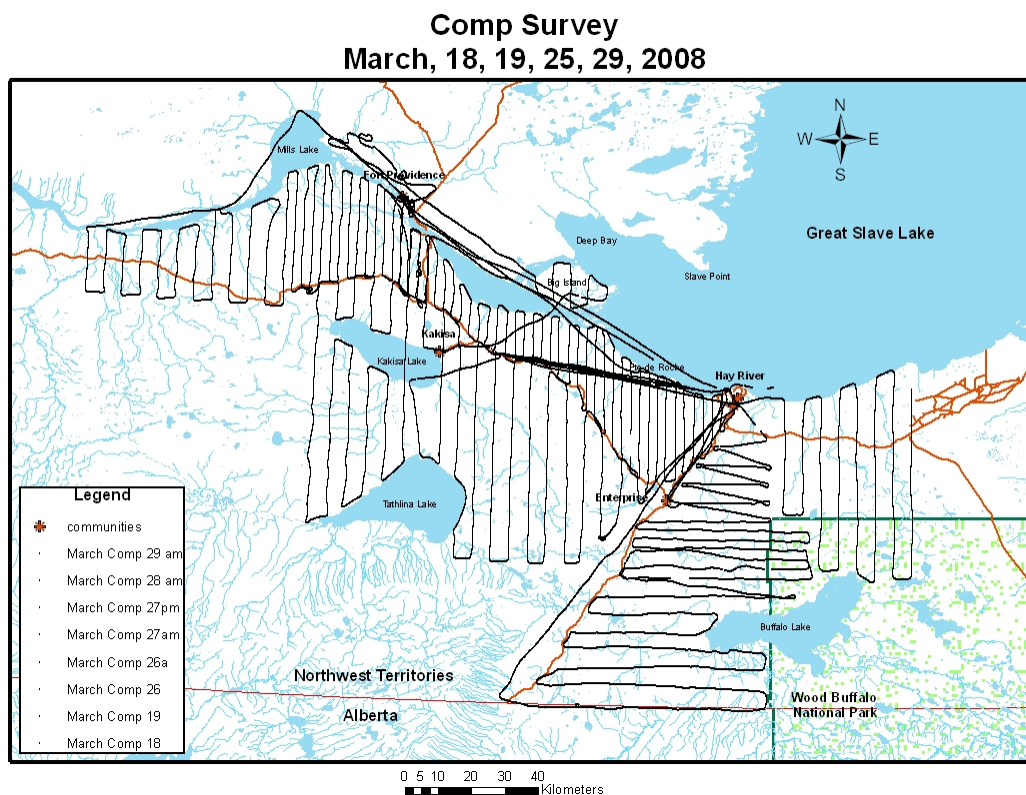 Comp Survey
March, 18, 19, 25, 29, 2008
N
W E
S
Mills Lake
Fort Providence
Great Slave Lake
Deep Bay
Slave Point
Big Island
Kakisa
Kakisa Lake
Pte de Roche
Hay River
Enterprise
Tathlina Lake
Legend
communities
March Comp 29 am
March Comp 28 am
March Comp 27pm
March Comp 27am
March Comp 26a
March Comp 26
March Comp 19
March Comp 18
Buffalo Lake
Northwest Territories
Alberta
Wood Buffalo
National Park
0 5 10 20 30 40
Kilometers